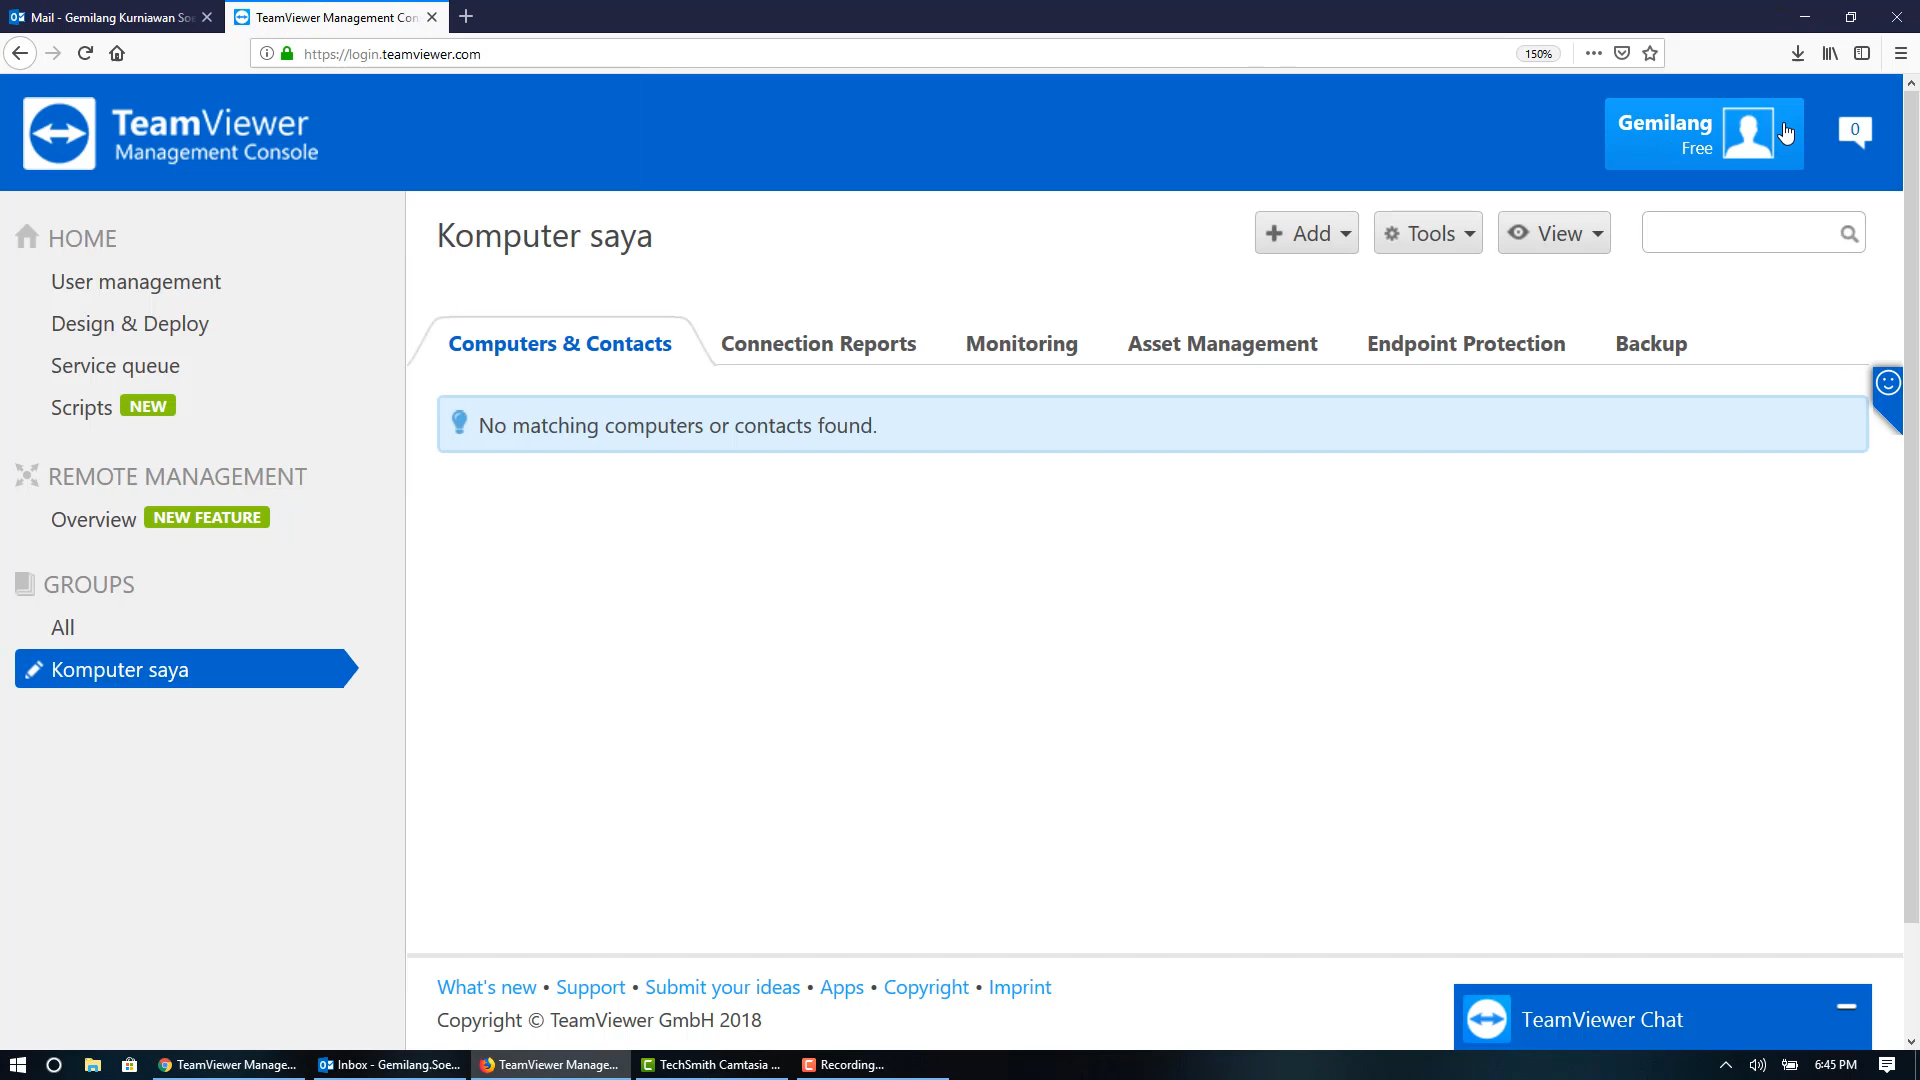 Mail - Gemilang Kurniawan Soe
TeamViewer Management Con
https://login.teamviewer.com
150%
TeamViewer
Management Console
Gemilang
Free
0
HOME
User management
Design & Deploy
Service queue
Scripts NEW
REMOTE MANAGEMENT
Overview NEW FEATURE
GROUPS
All
Komputer saya
Komputer saya
Add
Tools
View
Computers & Contacts
Connection Reports
Monitoring
Asset Management
Endpoint Protection
Backup
No matching computers or contacts found.
What's new • Support • Submit your ideas • Apps • Copyright • Imprint
Copyright © TeamViewer GmbH 2018
TeamViewer Chat
TeamViewer Manage...
Inbox - Gemilang.Soe...
TeamViewer Manage...
TechSmith Camtasia ...
Recording...
6:45 PM